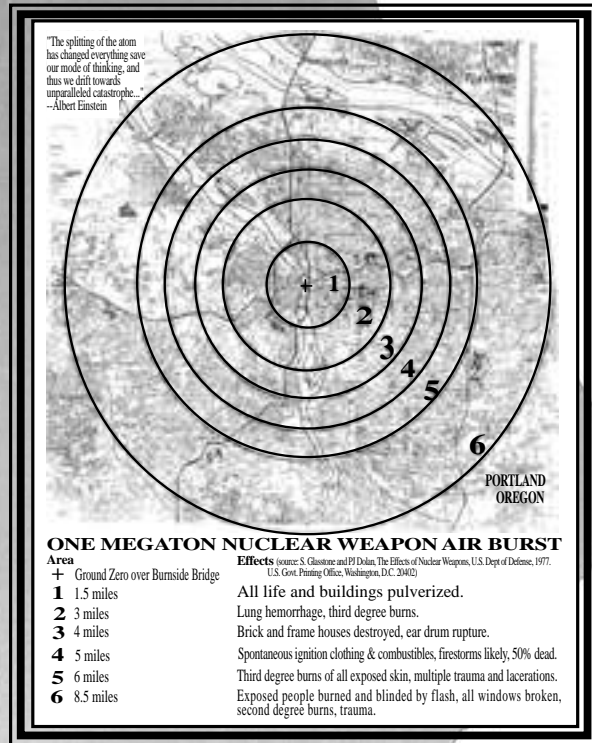 "The splitting of the atom
has changed everything save
our mode of thinking, and
thus we drift towards
unparalleled catastrophe..."
--Albert Einstein
+ 1
2
3
4
5
6
PORTLAND
OREGON
ONE MEGATON NUCLEAR WEAPON AIR BURST
Area Effects (source: S. Glasstone and PJ Dolan, The Effects of Nuclear Weapons, U.S. Dept of Defense, 1977.
U.S. Govt. Printing Office, Washington, D.C. 20402)
+ Ground Zero over Burnside Bridge
1 1.5 miles All life and buildings pulverized.
2 3 miles Lung hemorrhage, third degree burns.
3 4 miles Brick and frame houses destroyed, ear drum rupture.
4 5 miles Spontaneous ignition clothing & combustibles, firestorms likely, 50% dead.
5 6 miles Third degree burns of all exposed skin, multiple trauma and lacerations.
6 8.5 miles Exposed people burned and blinded by flash, all windows broken,
second degree burns, trauma.